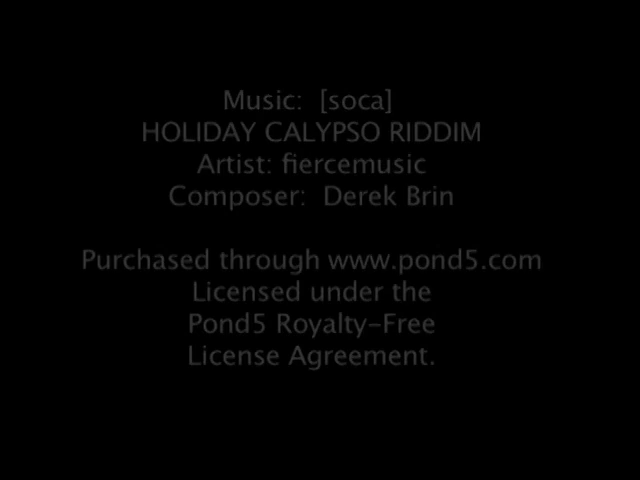 Music:  [soca]
HOLIDAY CALYPSO RIDDIM
Artist: fiercemusic
Composer:  Derek Brin
Purchased through www.pond5.com
Licensed under the
Pond5 Royalty-Free
License Agreement.